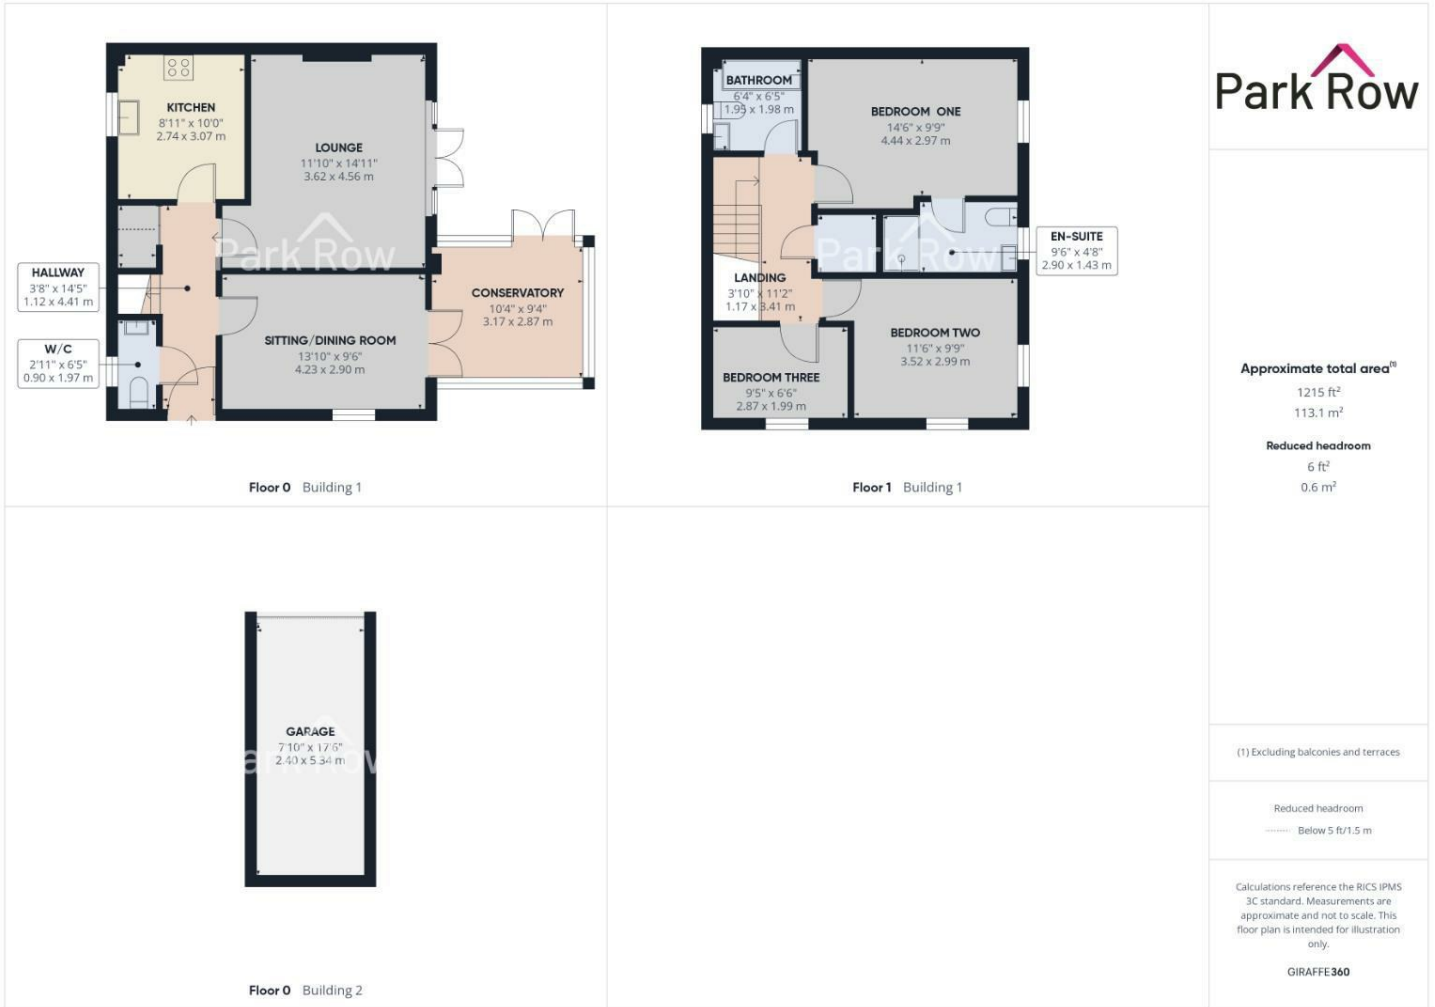 KITCHEN
8'11" x 10'0"
2.74 x 3.07 m
LOUNGE
11'10" x 14'11"
3.62 x 4.56 m
Park Row
HALLWAY
3'8" x 14'5"
1.12 x 4.41 m
CONSERVATORY
10'4" x 9'4"
3.17 x 2.87 m
SITTING/DINING ROOM
13'10" x 9'6"
4.23 x 2.90 m
W/C
2'11" x 6'5"
0.90 x 1.97 m
Floor 0 Building 1
BATHROOM
6'4" x 6'5"
1.95 x 1.98 m
BEDROOM ONE
14'6" x 9'9"
4.44 x 2.97 m
Park Row
EN-SUITE
9'6" x 4'8"
2.90 x 1.43 m
LANDING
3'10" x 11'2"
1.17 x 3.41 m
BEDROOM TWO
11'6" x 9'9"
3.52 x 2.99 m
BEDROOM THREE
9'5" x 6'6"
2.87 x 1.99 m
Floor 1 Building 1
GARAGE
7'10" x 17'6"
2.40 x 5.34 m
Park Row
Floor 0 Building 2
Park Row
Approximate total area(1)
1215 ft²
113.1 m²
Reduced headroom
6 ft²
0.6 m²
(1) Excluding balconies and terraces
Reduced headroom
Below 5 ft/1.5 m
Calculations reference the RICS IPMS
3C standard. Measurements are
approximate and not to scale. This
floor plan is intended for illustration
only.
GIRAFFE360